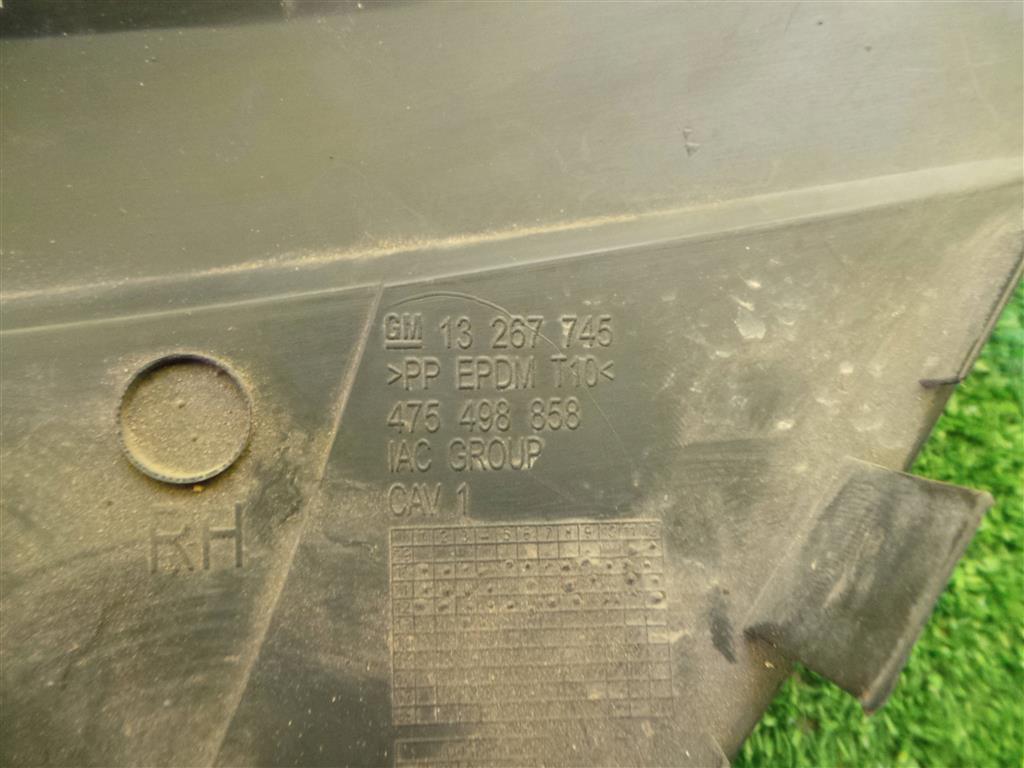 GM 13 267 745
>PP EPDM T10<
475 498 858
IAC GROUP
CAV 1
RH